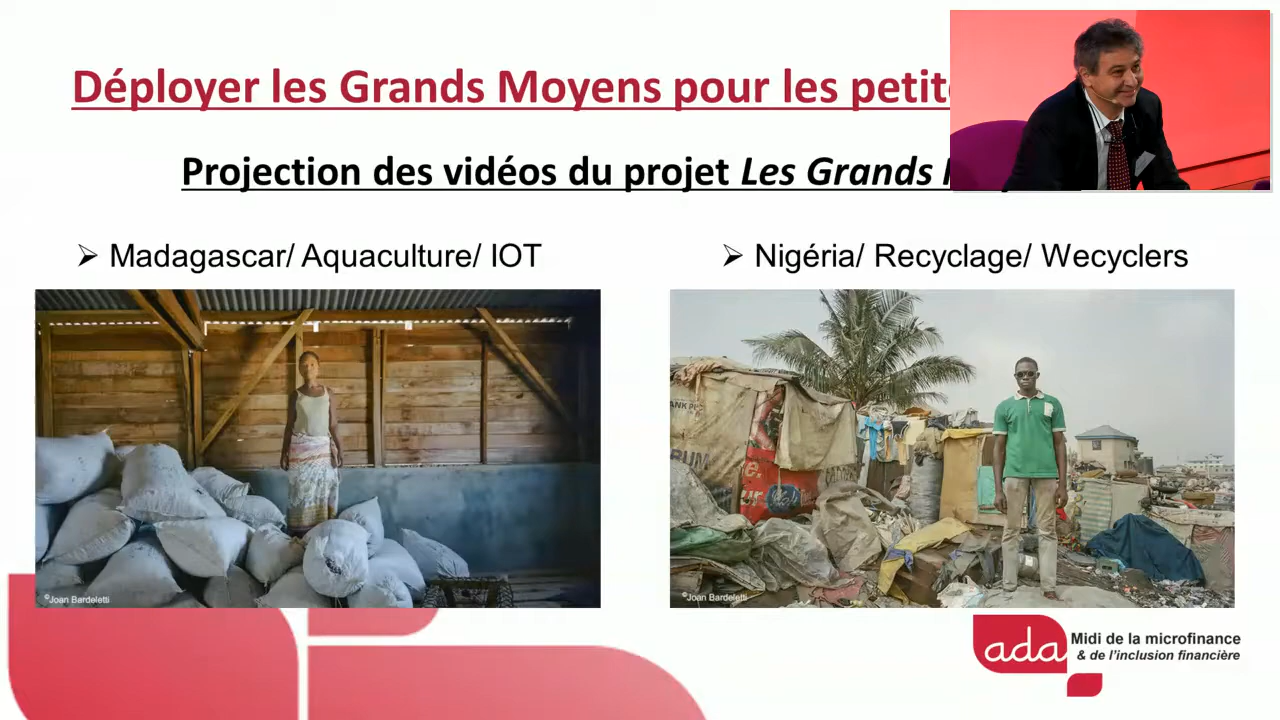 Déployer les Grands Moyens pour les petit
Projection des vidéos du projet Les Grands
➢ Madagascar/ Aquaculture/ IOT
➢ Nigéria/ Recyclage/ Wecyclers
©Joan Bardeletti
©Joan Bardeletti
ada
Midi de la microfinance
& de l'inclusion financière